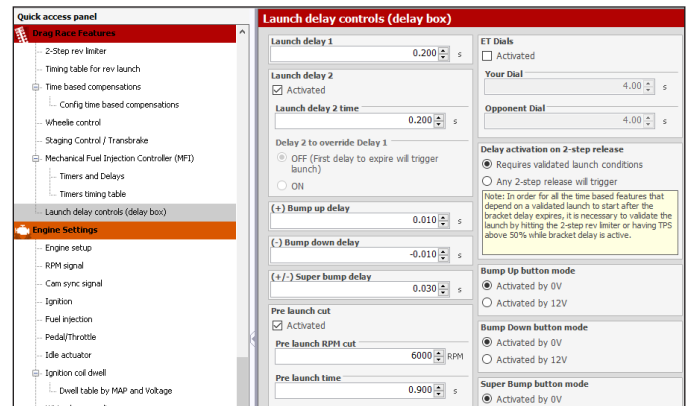 Quick access panel
Drag Race Features
2-Step rev limiter
Timing table for rev launch
Time based compensations
Config time based compensations
Wheelie control
Staging Control / Transbrake
Mechanical Fuel Injection Controller (MFI)
Timers and Delays
Timers timing table
Launch delay controls (delay box)
Engine Settings
Engine setup
RPM signal
Cam sync signal
Ignition
Fuel injection
Pedal/Throttle
Idle actuator
Ignition coil dwell
Dwell table by MAP and Voltage
Launch delay controls (delay box)
Launch delay 1
0.200 s
Launch delay 2
Activated
Launch delay 2 time
0.200 s
Delay 2 to override Delay 1
OFF (First delay to expire will trigger
launch)
ON
(+) Bump up delay
0.010 s
(-) Bump down delay
-0.010 s
(+/-) Super bump delay
0.030 s
Pre launch cut
Activated
Pre launch RPM cut
6000 RPM
Pre launch time
0.900 s
ET Dials
Activated
Your Dial
4.00 s
Opponent Dial
4.00 s
Delay activation on 2-step release
Requires validated launch conditions
Any 2-step release will trigger
Note: In order for all the time based features that
depend on a validated launch to start after the
bracket delay expires, it is necessary to validate the
launch by hitting the 2-step rev limiter or having TPS
above 50% while bracket delay is active.
Bump Up button mode
Activated by 0V
Activated by 12V
Bump Down button mode
Activated by 0V
Activated by 12V
Super Bump button mode
Activated by 0V